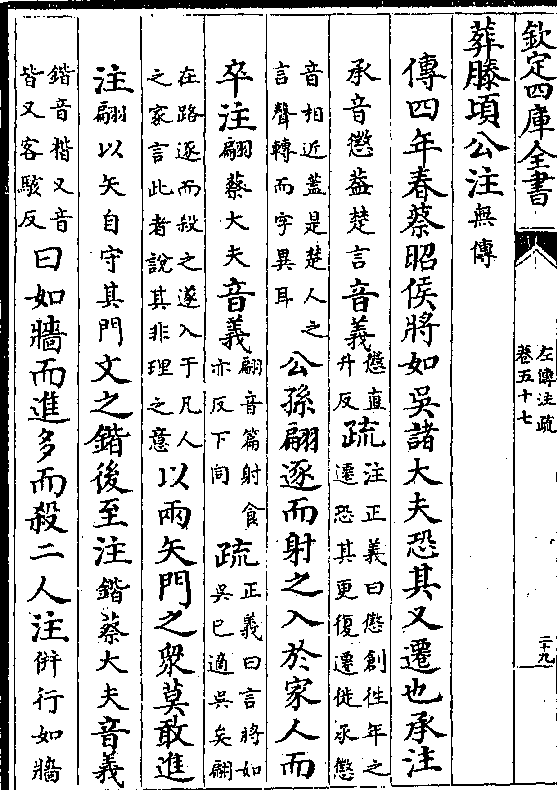 欽定四庫全書
左傳注疏
卷五十七
二十九
葬滕頃公注無傳
傳四年春蔡昭侯將如吳諸大夫恐其又遷也承注
承音懲蓋楚言音義懲直升反疏注正義曰懲創往年之遷恐其更復遷徙承懲
音相近蓋是楚人之言聲轉而字異耳公孫翩逐而射之入於家人而
卒注翩蔡大夫音義翩音篇射食亦反下同疏正義曰言將如吳已適吳矣翩
在路逐而殺之遂入于凡人之家言此者說其非理之意以兩矢門之衆莫敢進
注翩以矢自守其門文之鍇後至注鍇蔡大夫音義
鍇音楷又音皆又客駭反曰如牆而進多而殺二人注併行如牆